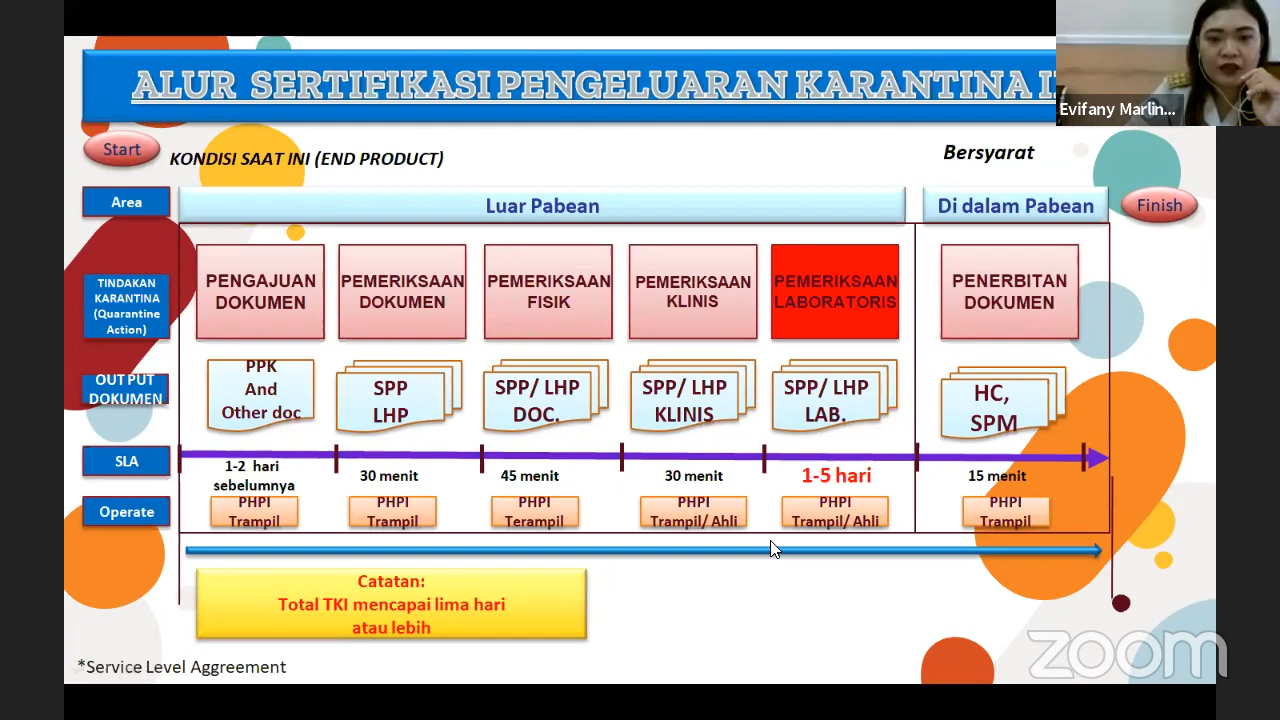 ALUR SERTIFIKASI PENGELUARAN KARANTINA
Evifany Marlin...
Start
KONDISI SAAT INI (END PRODUCT)
Bersyarat
Area
Luar Pabean
Di dalam Pabean
Finish
TINDAKAN
KARANTINA
(Quarantine
Action)
PENGAJUAN
DOKUMEN
PEMERIKSAAN
DOKUMEN
PEMERIKSAAN
FISIK
PEMERIKSAAN
KLINIS
PEMERIKSAAN
LABORATORIS
PENERBITAN
DOKUMEN
OUTPUT
DOKUMEN
PPK
And
Other doc
SPP
LHP
SPP/ LHP
DOC.
SPP/ LHP
KLINIS
SPP/ LHP
LAB.
HC,
SPM
SLA
1-2 hari
sebelumnya
30 menit
45 menit
30 menit
1-5 hari
15 menit
Operate
PHPI
Trampil
PHPI
Trampil
PHPI
Terampil
PHPI
Trampil/ Ahli
PHPI
Trampil/ Ahli
PHPI
Trampil
Catatan:
Total TKI mencapai lima hari
atau lebih
*Service Level Aggreement
zoom